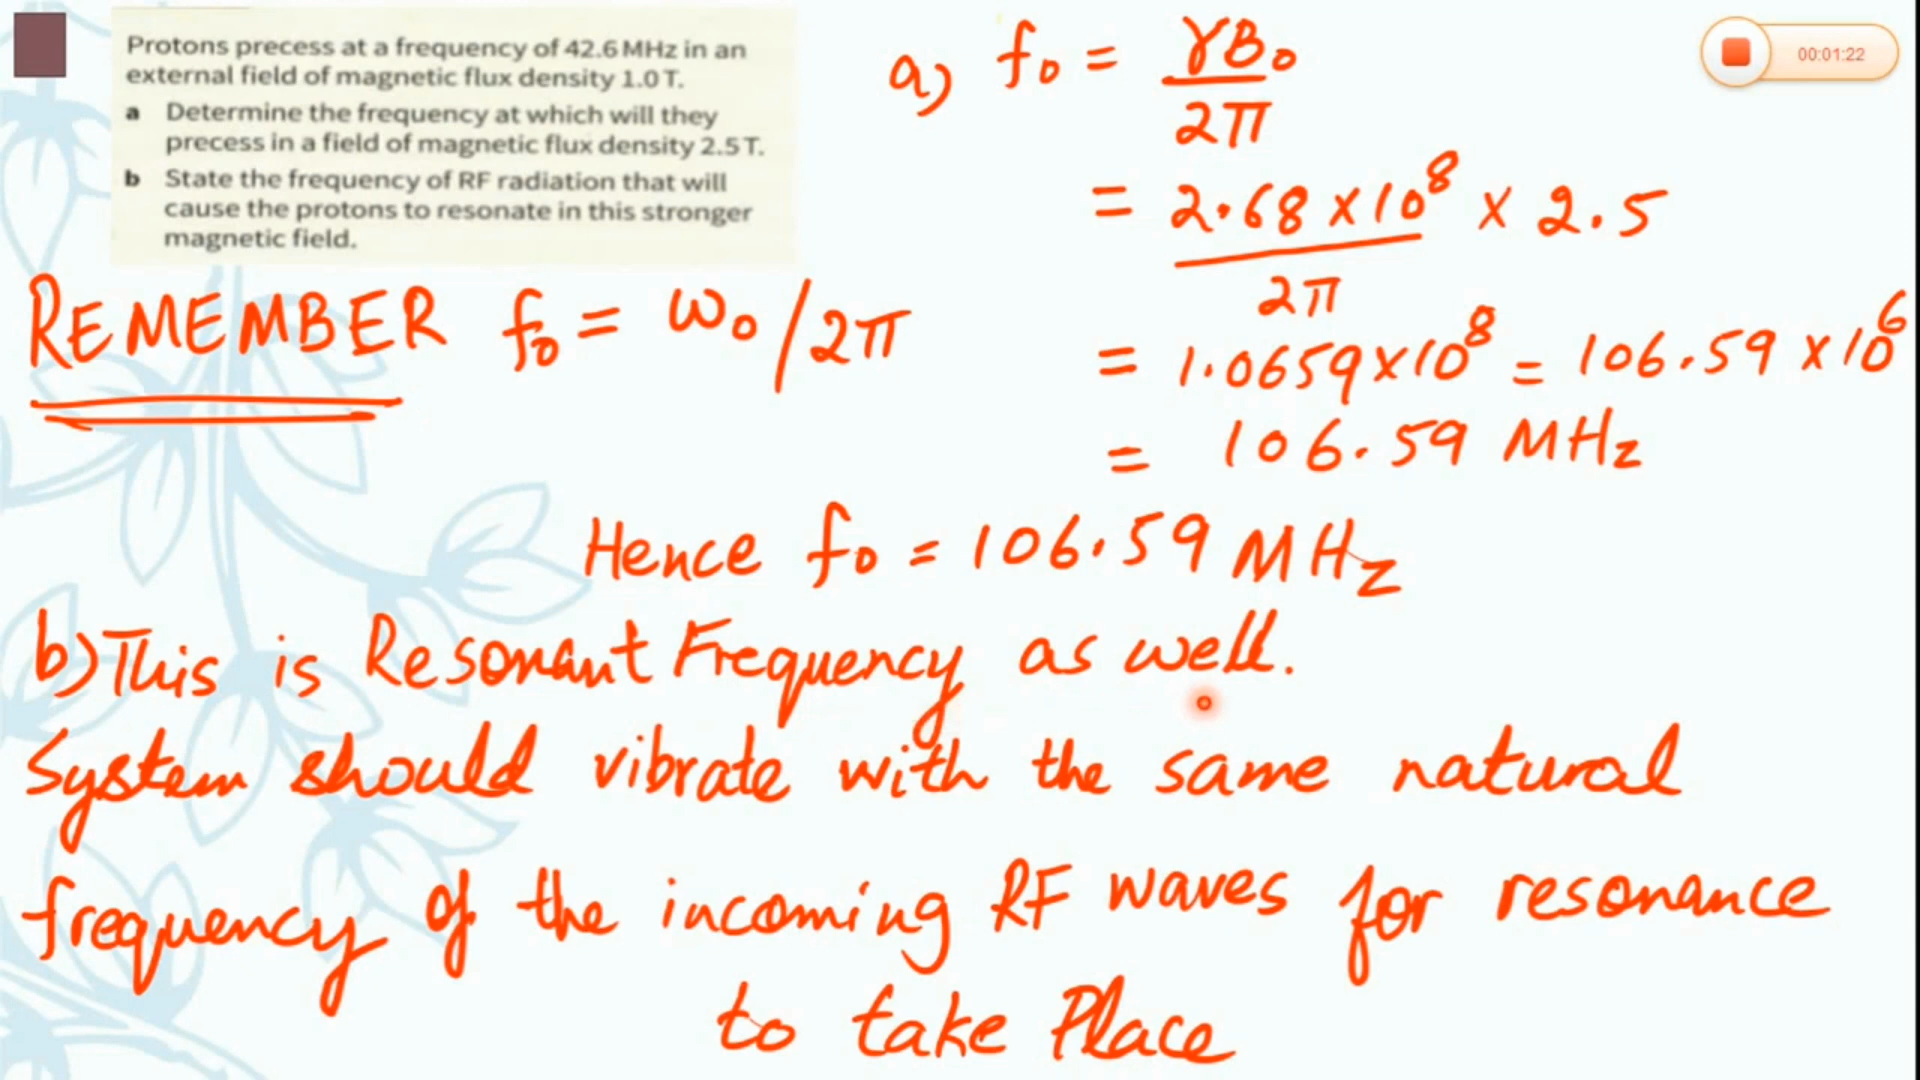 Protons precess at a frequency of 42.6 MHz in an
external field of magnetic flux density 1.0 T.
a Determine the frequency at which will they
precess in a field of magnetic flux density 2.5 T.
b State the frequency of RF radiation that will
cause the protons to resonate in this stronger
magnetic field.
00:01:22
a) f₀ = γB₀ / 2π
= 2.68 × 10⁸ / 2π × 2.5
= 1.0659 × 10⁸ = 106.59 × 10⁶
= 106.59 MHz
REMEMBER f₀ = ω₀/2π
Hence f₀ = 106.59 MHz
b) This is Resonant Frequency as well.
System should vibrate with the same natural
frequency of the incoming RF waves for resonance
to take Place